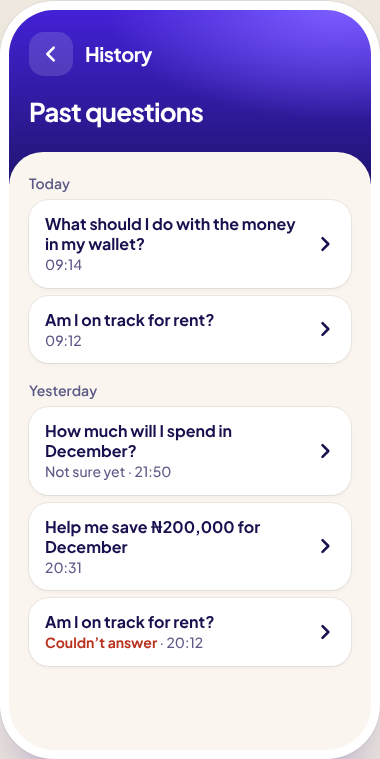 History
Past questions
Today
What should I do with the money
in my wallet?
09:14
Am I on track for rent?
09:12
Yesterday
How much will I spend in
December?
Not sure yet · 21:50
Help me save ₦200,000 for
December
20:31
Am I on track for rent?
Couldn’t answer · 20:12